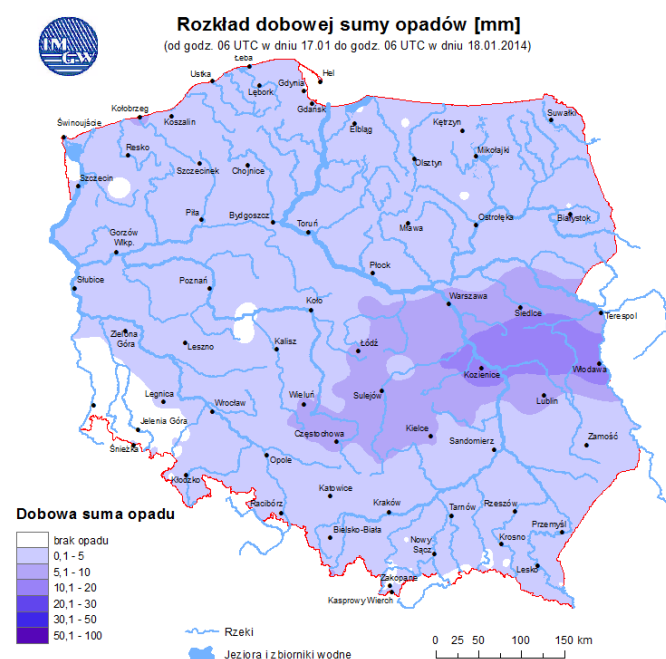 Rozkład dobowej sumy opadów [mm]
(od godz. 06 UTC w dniu 17.01 do godz. 06 UTC w dniu 18.01.2014)
IM
GW
Łeba
Ustka
Hel
Gdynia
Lębork
Kołobrzeg
Gdańsk
Suwałki
Świnoujście
Koszalin
Elbląg
Kętrzyn
Resko
Mikołajki
Szczecinek
Chojnice
Olsztyn
Szczecin
Piła
Bydgoszcz
Toruń
Mława
Ostrołęka
Białystok
Gorzów
Wlkp.
Płock
Słubice
Poznań
Koło
Warszawa
Siedlce
Terespol
Zielona
Góra
Leszno
Kalisz
Łódź
Kozienice
Włodawa
Legnica
Wrocław
Wieluń
Sulejów
Lublin
Jelenia Góra
Częstochowa
Kielce
Sandomierz
Zamość
Śnieżka
Opole
Kłodzko
Katowice
Racibórz
Kraków
Tarnów
Rzeszów
Bielsko-Biała
Przemyśl
Nowy
Sącz
Krosno
Lesko
Zakopane
Kasprowy Wierch
Dobowa suma opadu
brak opadu
0,1 - 5
5,1 - 10
10,1 - 20
20,1 - 30
30,1 - 50
50,1 - 100
Rzeki
Jeziora i zbiorniki wodne
0 25 50 100 150 km